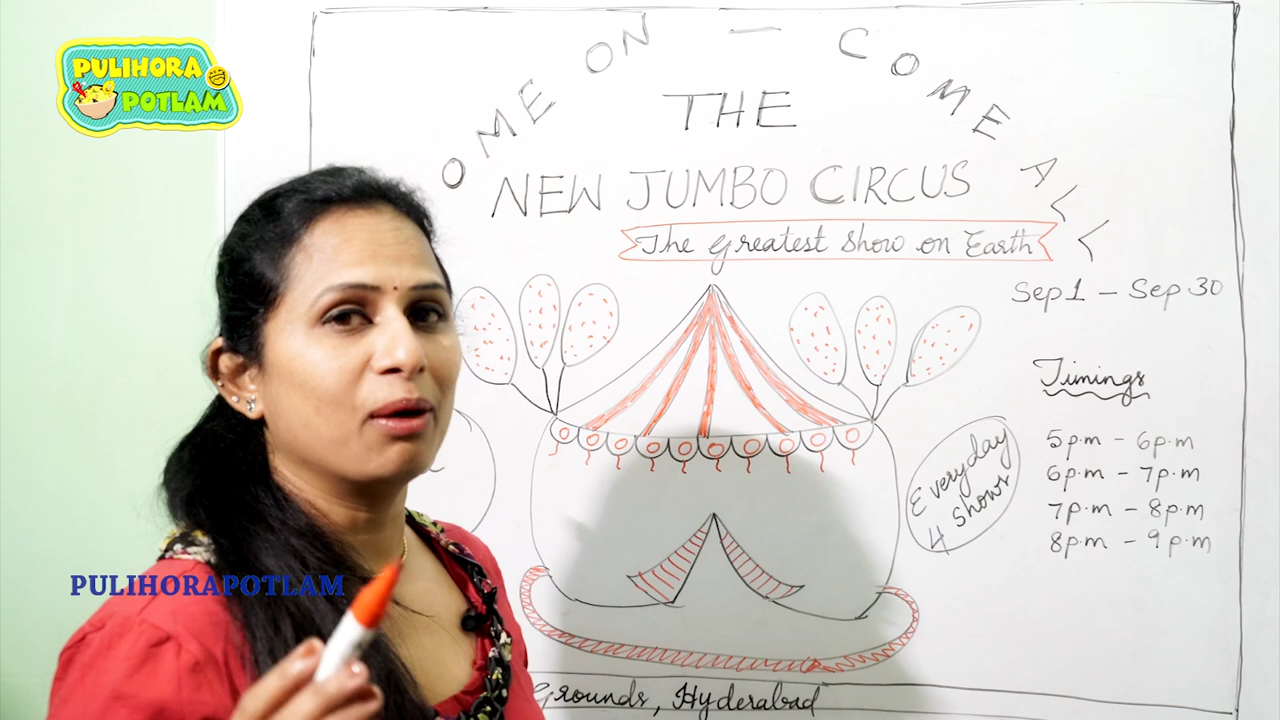 PULIHORA
POTLAM
OME ON - COME ALL
THE
NEW JUMBO CIRCUS
The Greatest Show on Earth
Sep 1 - Sep 30
Timings
5 p.m - 6 p.m
6 p.m - 7 p.m
7 p.m - 8 p.m
8 p.m - 9 p.m
Everyday
4 shows
PULIHORAPOTLAM
Grounds, Hyderabad